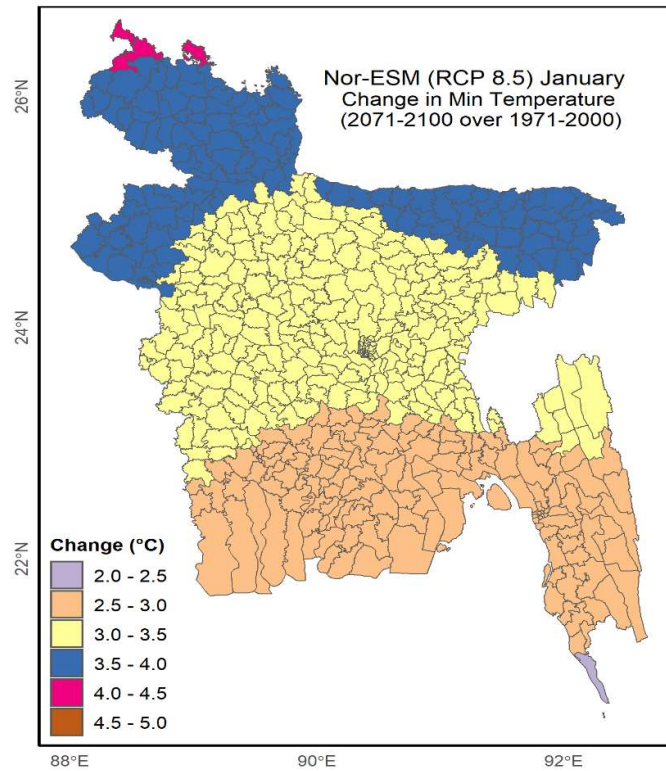 Nor-ESM (RCP 8.5) January
Change in Min Temperature
(2071-2100 over 1971-2000)
26°N
24°N
22°N
Change (°C)
2.0 - 2.5
2.5 - 3.0
3.0 - 3.5
3.5 - 4.0
4.0 - 4.5
4.5 - 5.0
88°E 90°E 92°E